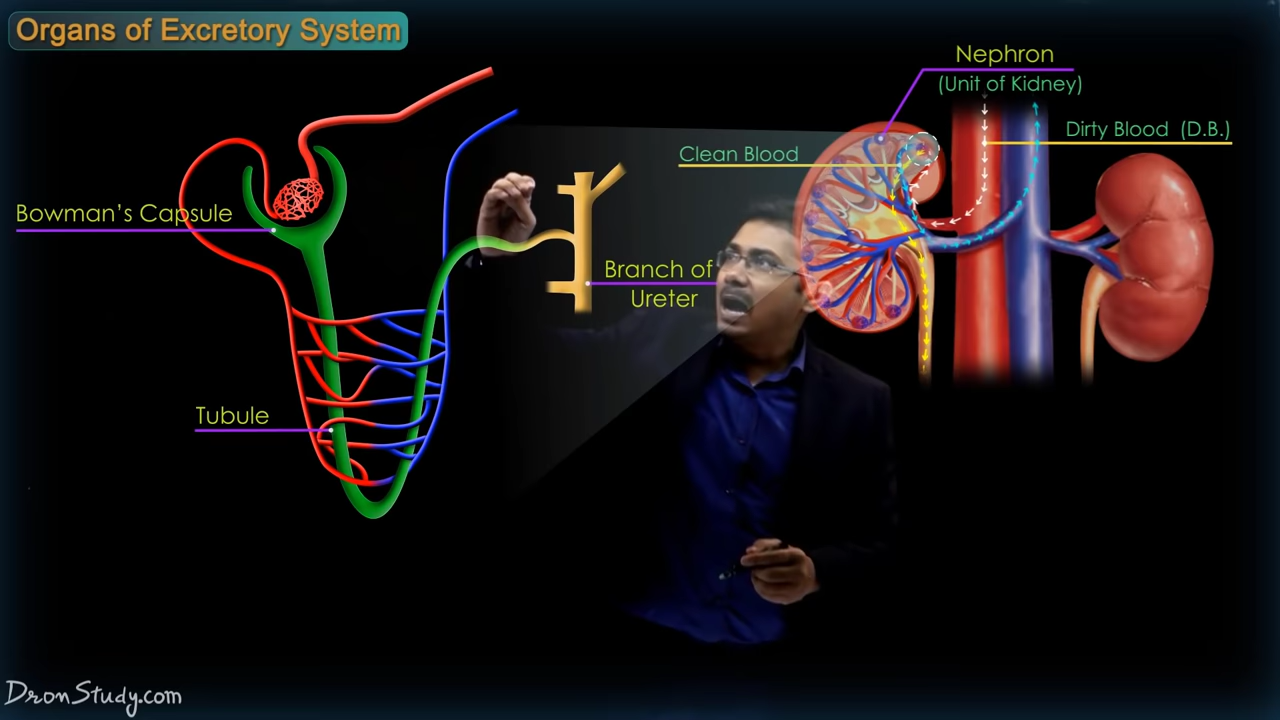 Organs of Excretory System
Nephron
(Unit of Kidney)
Dirty Blood (D.B.)
Clean Blood
Bowman's Capsule
Branch of
Ureter
Tubule
DronStudy.com